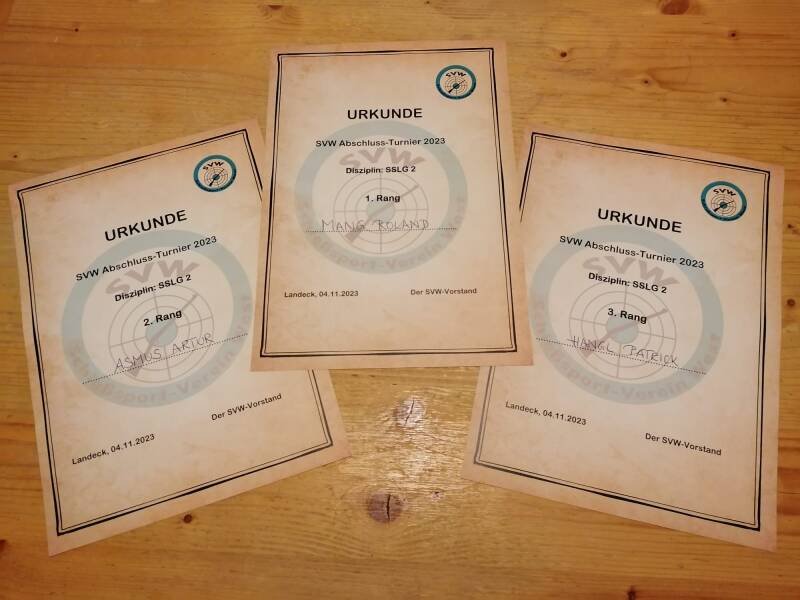 SVW
URKUNDE
SVW Abschluss-Turnier 2023
SVW
Disziplin: SSLG 2
2. Rang
ASMUS ARTUR
Landeck, 04.11.2023
Der SVW-Vorstand
SVW
URKUNDE
SVW Abschluss-Turnier 2023
SVW
Disziplin: SSLG 2
1. Rang
MANG ROLAND
Landeck, 04.11.2023
Der SVW-Vorstand
SVW
URKUNDE
SVW Abschluss-Turnier 2023
SVW
Disziplin: SSLG 2
3. Rang
HANGL PATRICK
Landeck, 04.11.2023
Der SVW-Vorstand